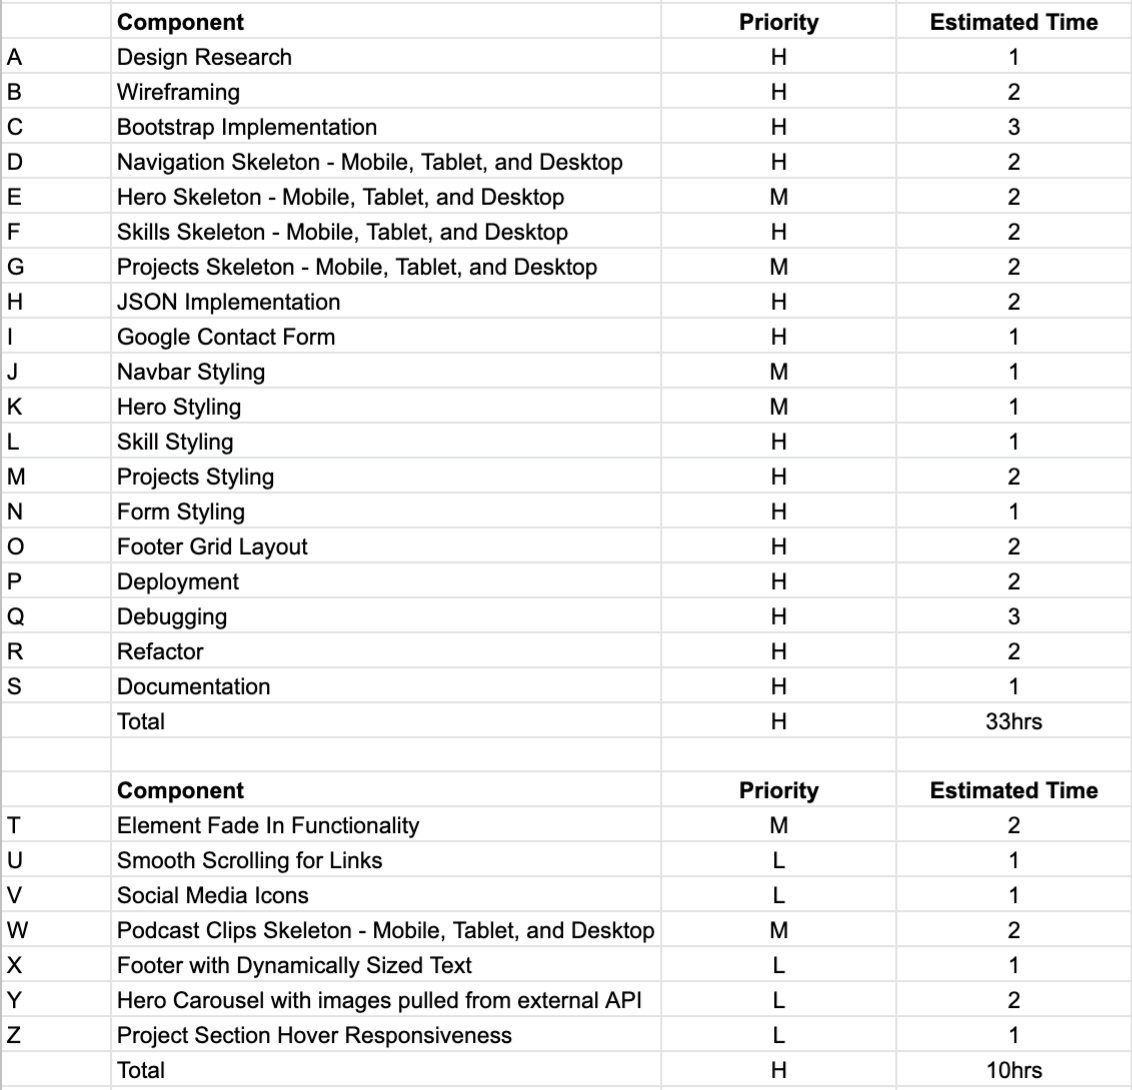 Component Priority Estimated Time
A Design Research H 1
B Wireframing H 2
C Bootstrap Implementation H 3
D Navigation Skeleton - Mobile, Tablet, and Desktop H 2
E Hero Skeleton - Mobile, Tablet, and Desktop M 2
F Skills Skeleton - Mobile, Tablet, and Desktop H 2
G Projects Skeleton - Mobile, Tablet, and Desktop M 2
H JSON Implementation H 2
I Google Contact Form H 1
J Navbar Styling M 1
K Hero Styling M 1
L Skill Styling H 1
M Projects Styling H 2
N Form Styling H 1
O Footer Grid Layout H 2
P Deployment H 2
Q Debugging H 3
R Refactor H 2
S Documentation H 1
Total H 33hrs
Component Priority Estimated Time
T Element Fade In Functionality M 2
U Smooth Scrolling for Links L 1
V Social Media Icons L 1
W Podcast Clips Skeleton - Mobile, Tablet, and Desktop M 2
X Footer with Dynamically Sized Text L 1
Y Hero Carousel with images pulled from external API L 2
Z Project Section Hover Responsiveness L 1
Total H 10hrs